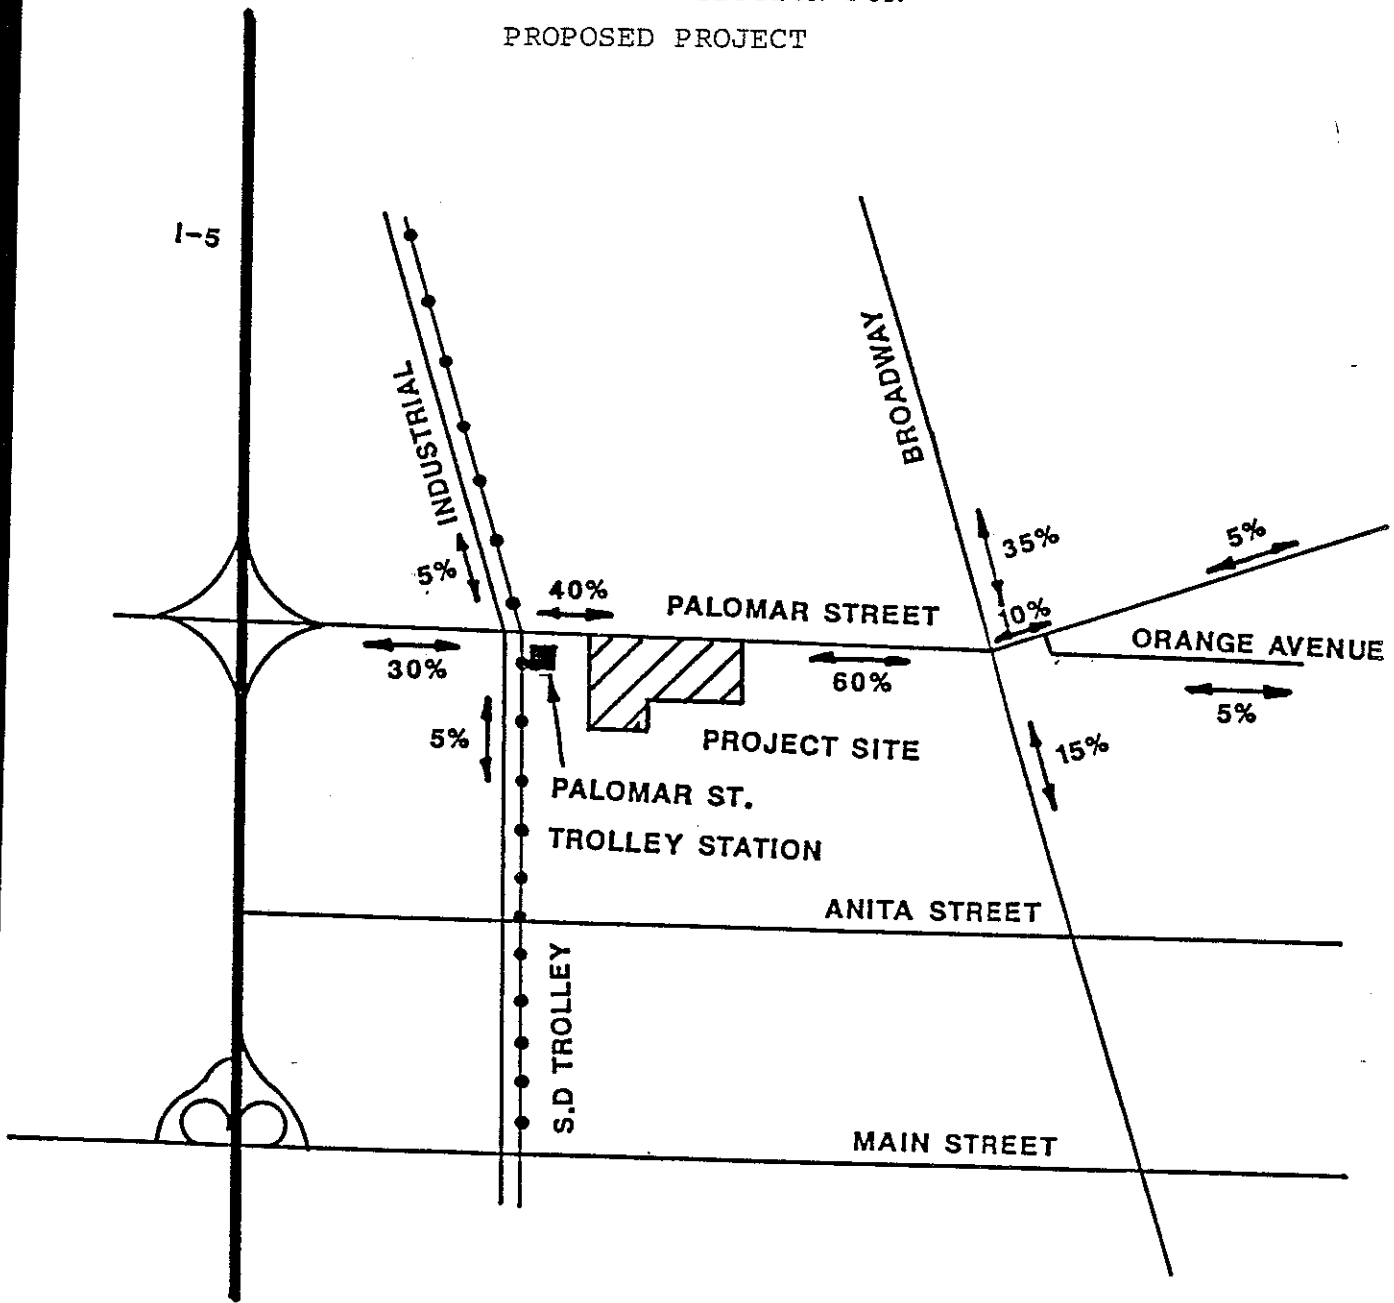 PROPOSED PROJECT
I-5
INDUSTRIAL
BROADWAY
35%
5%
5%
40%
PALOMAR STREET
10%
ORANGE AVENUE
30%
60%
5%
5%
PROJECT SITE
15%
PALOMAR ST.
TROLLEY STATION
ANITA STREET
S.D TROLLEY
MAIN STREET